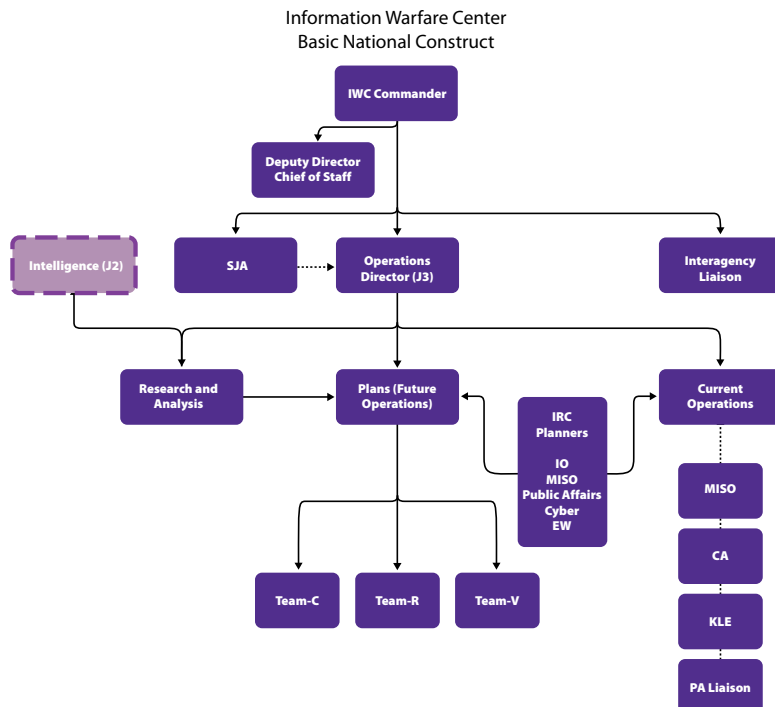 Information Warfare Center
Basic National Construct
IWC Commander
Deputy Director
Chief of Staff
Intelligence (J2)
SJA
Operations
Director (J3)
Interagency
Liaison
Research and
Analysis
Plans (Future
Operations)
IRC
Planners
IO
MISO
Public Affairs
Cyber
EW
Current
Operations
MISO
CA
KLE
PA Liaison
Team-C
Team-R
Team-V